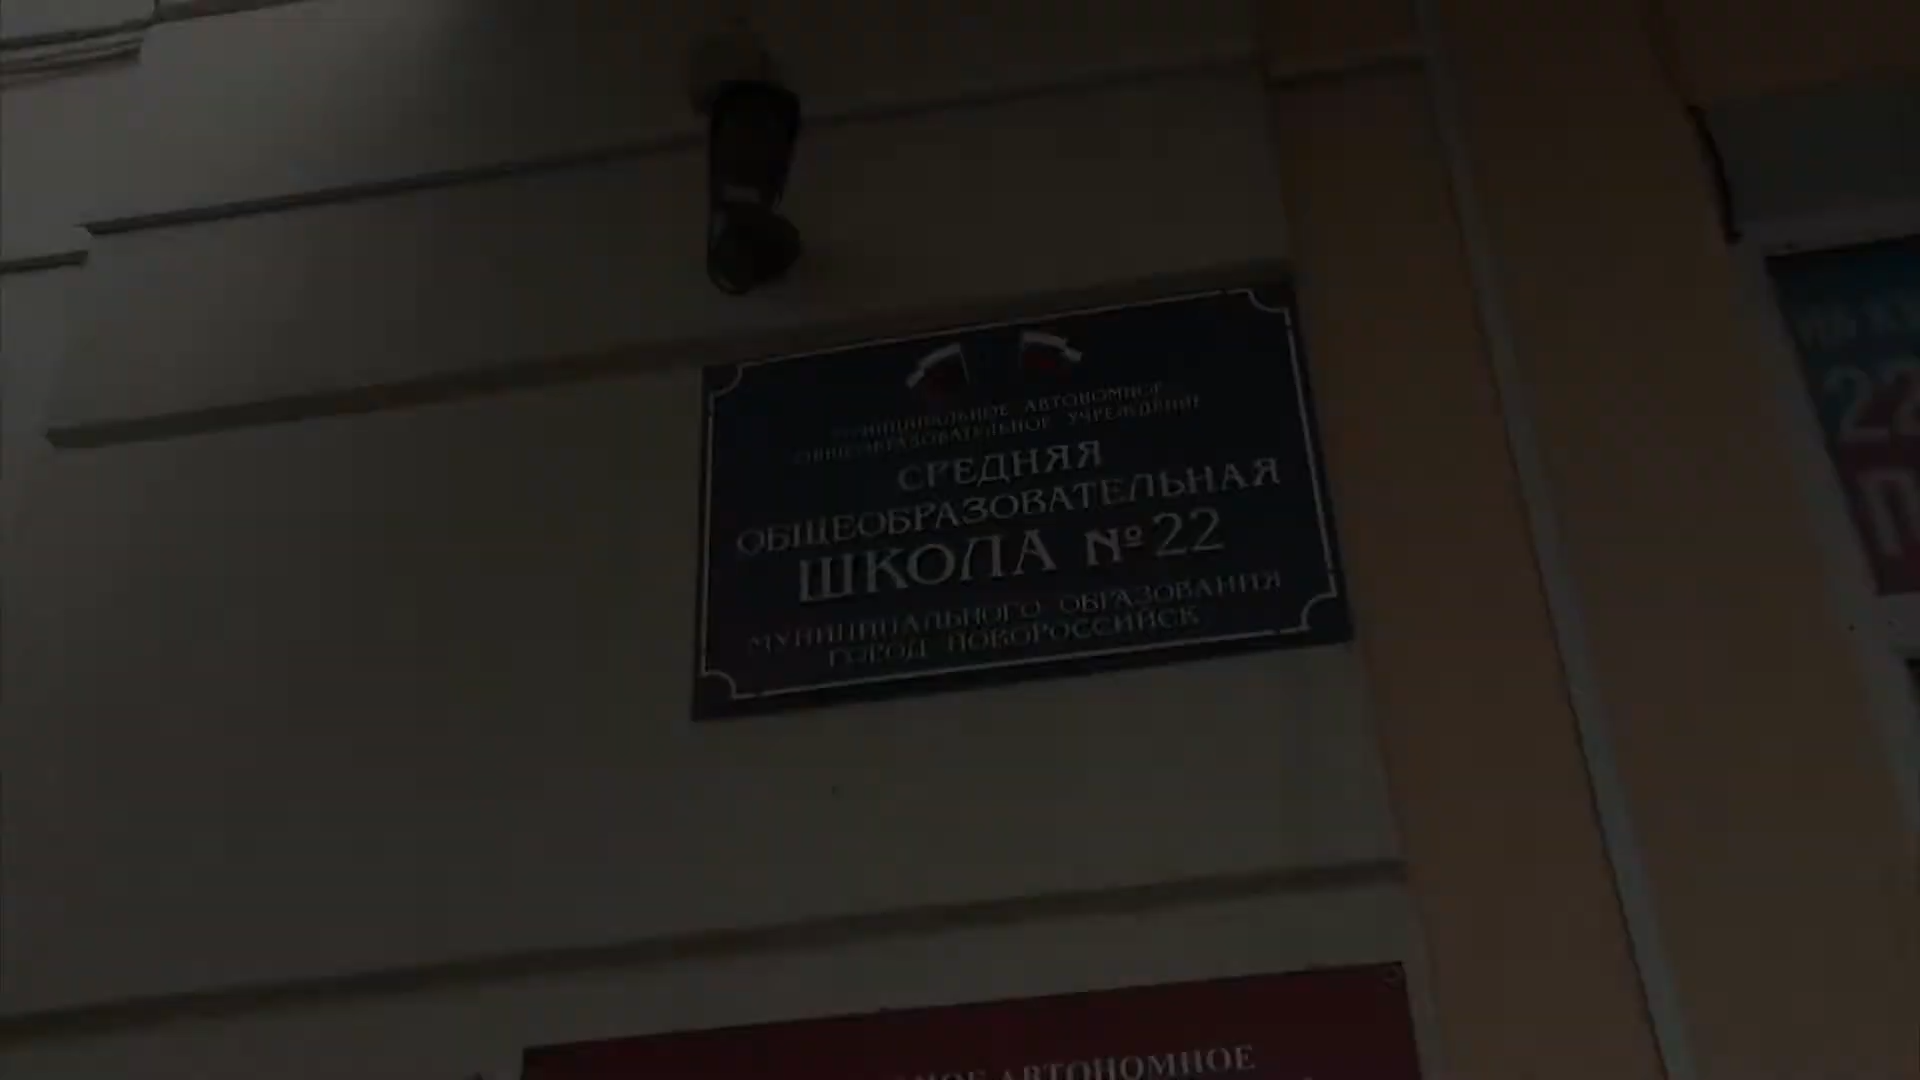 МУНИЦИПАЛЬНОЕ АВТОНОМНОЕ
ОБЩЕОБРАЗОВАТЕЛЬНОЕ УЧРЕЖДЕНИЕ
СРЕДНЯЯ
ОБЩЕОБРАЗОВАТЕЛЬНАЯ
ШКОЛА №22
МУНИЦИПАЛЬНОГО ОБРАЗОВАНИЯ
ГОРОД НОВОРОССИЙСК
АВТОНОМНОЕ